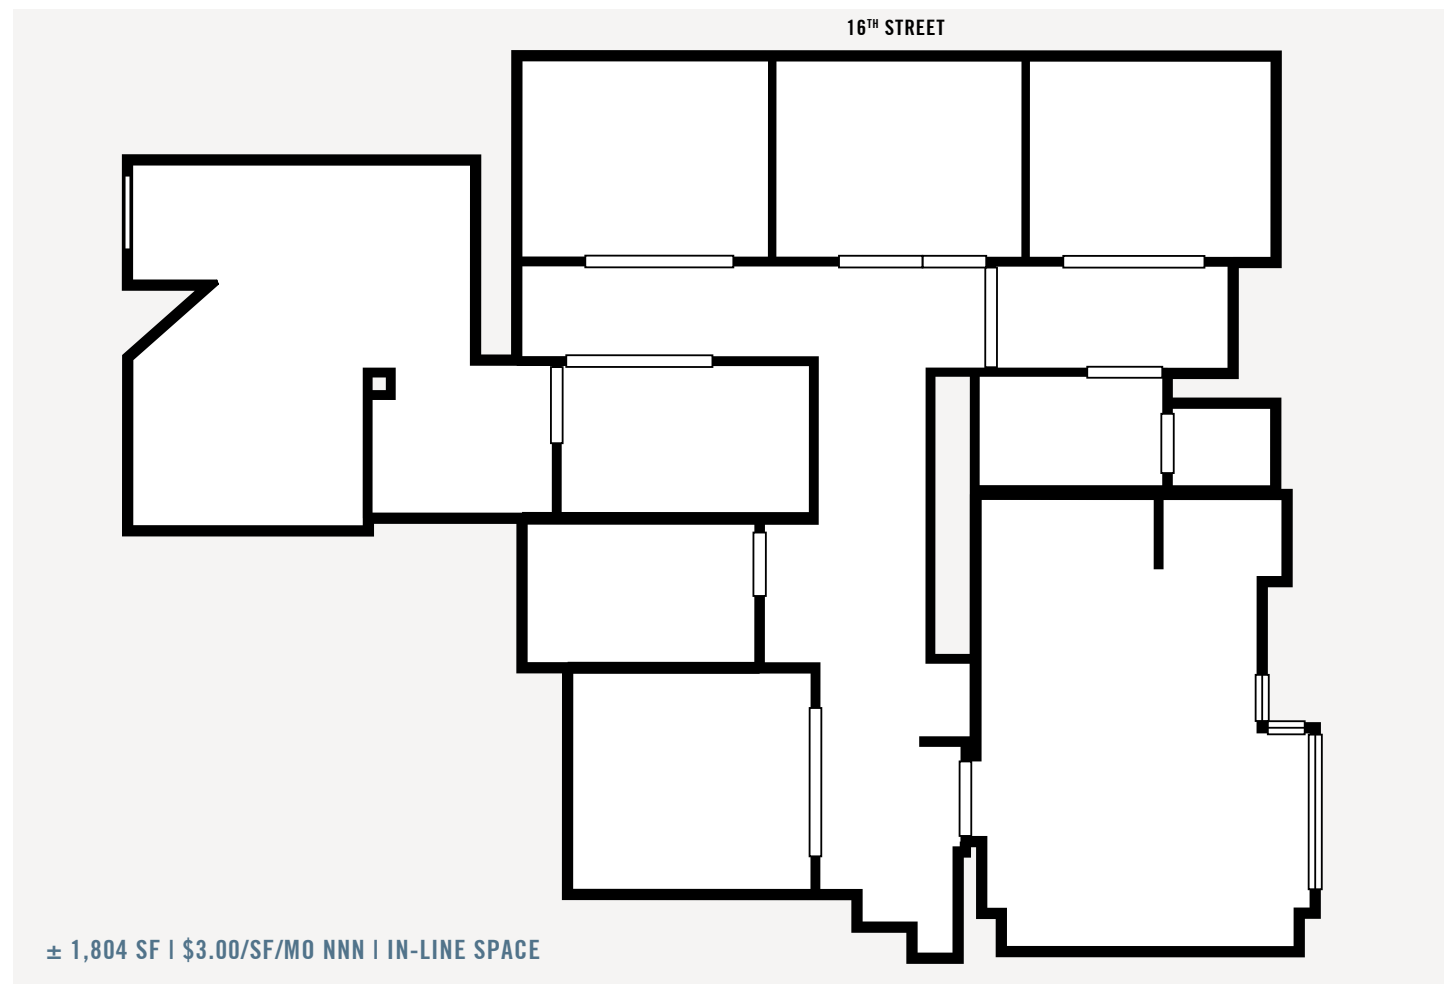 16TH STREET
± 1,804 SF | $3.00/SF/MO NNN | IN-LINE SPACE